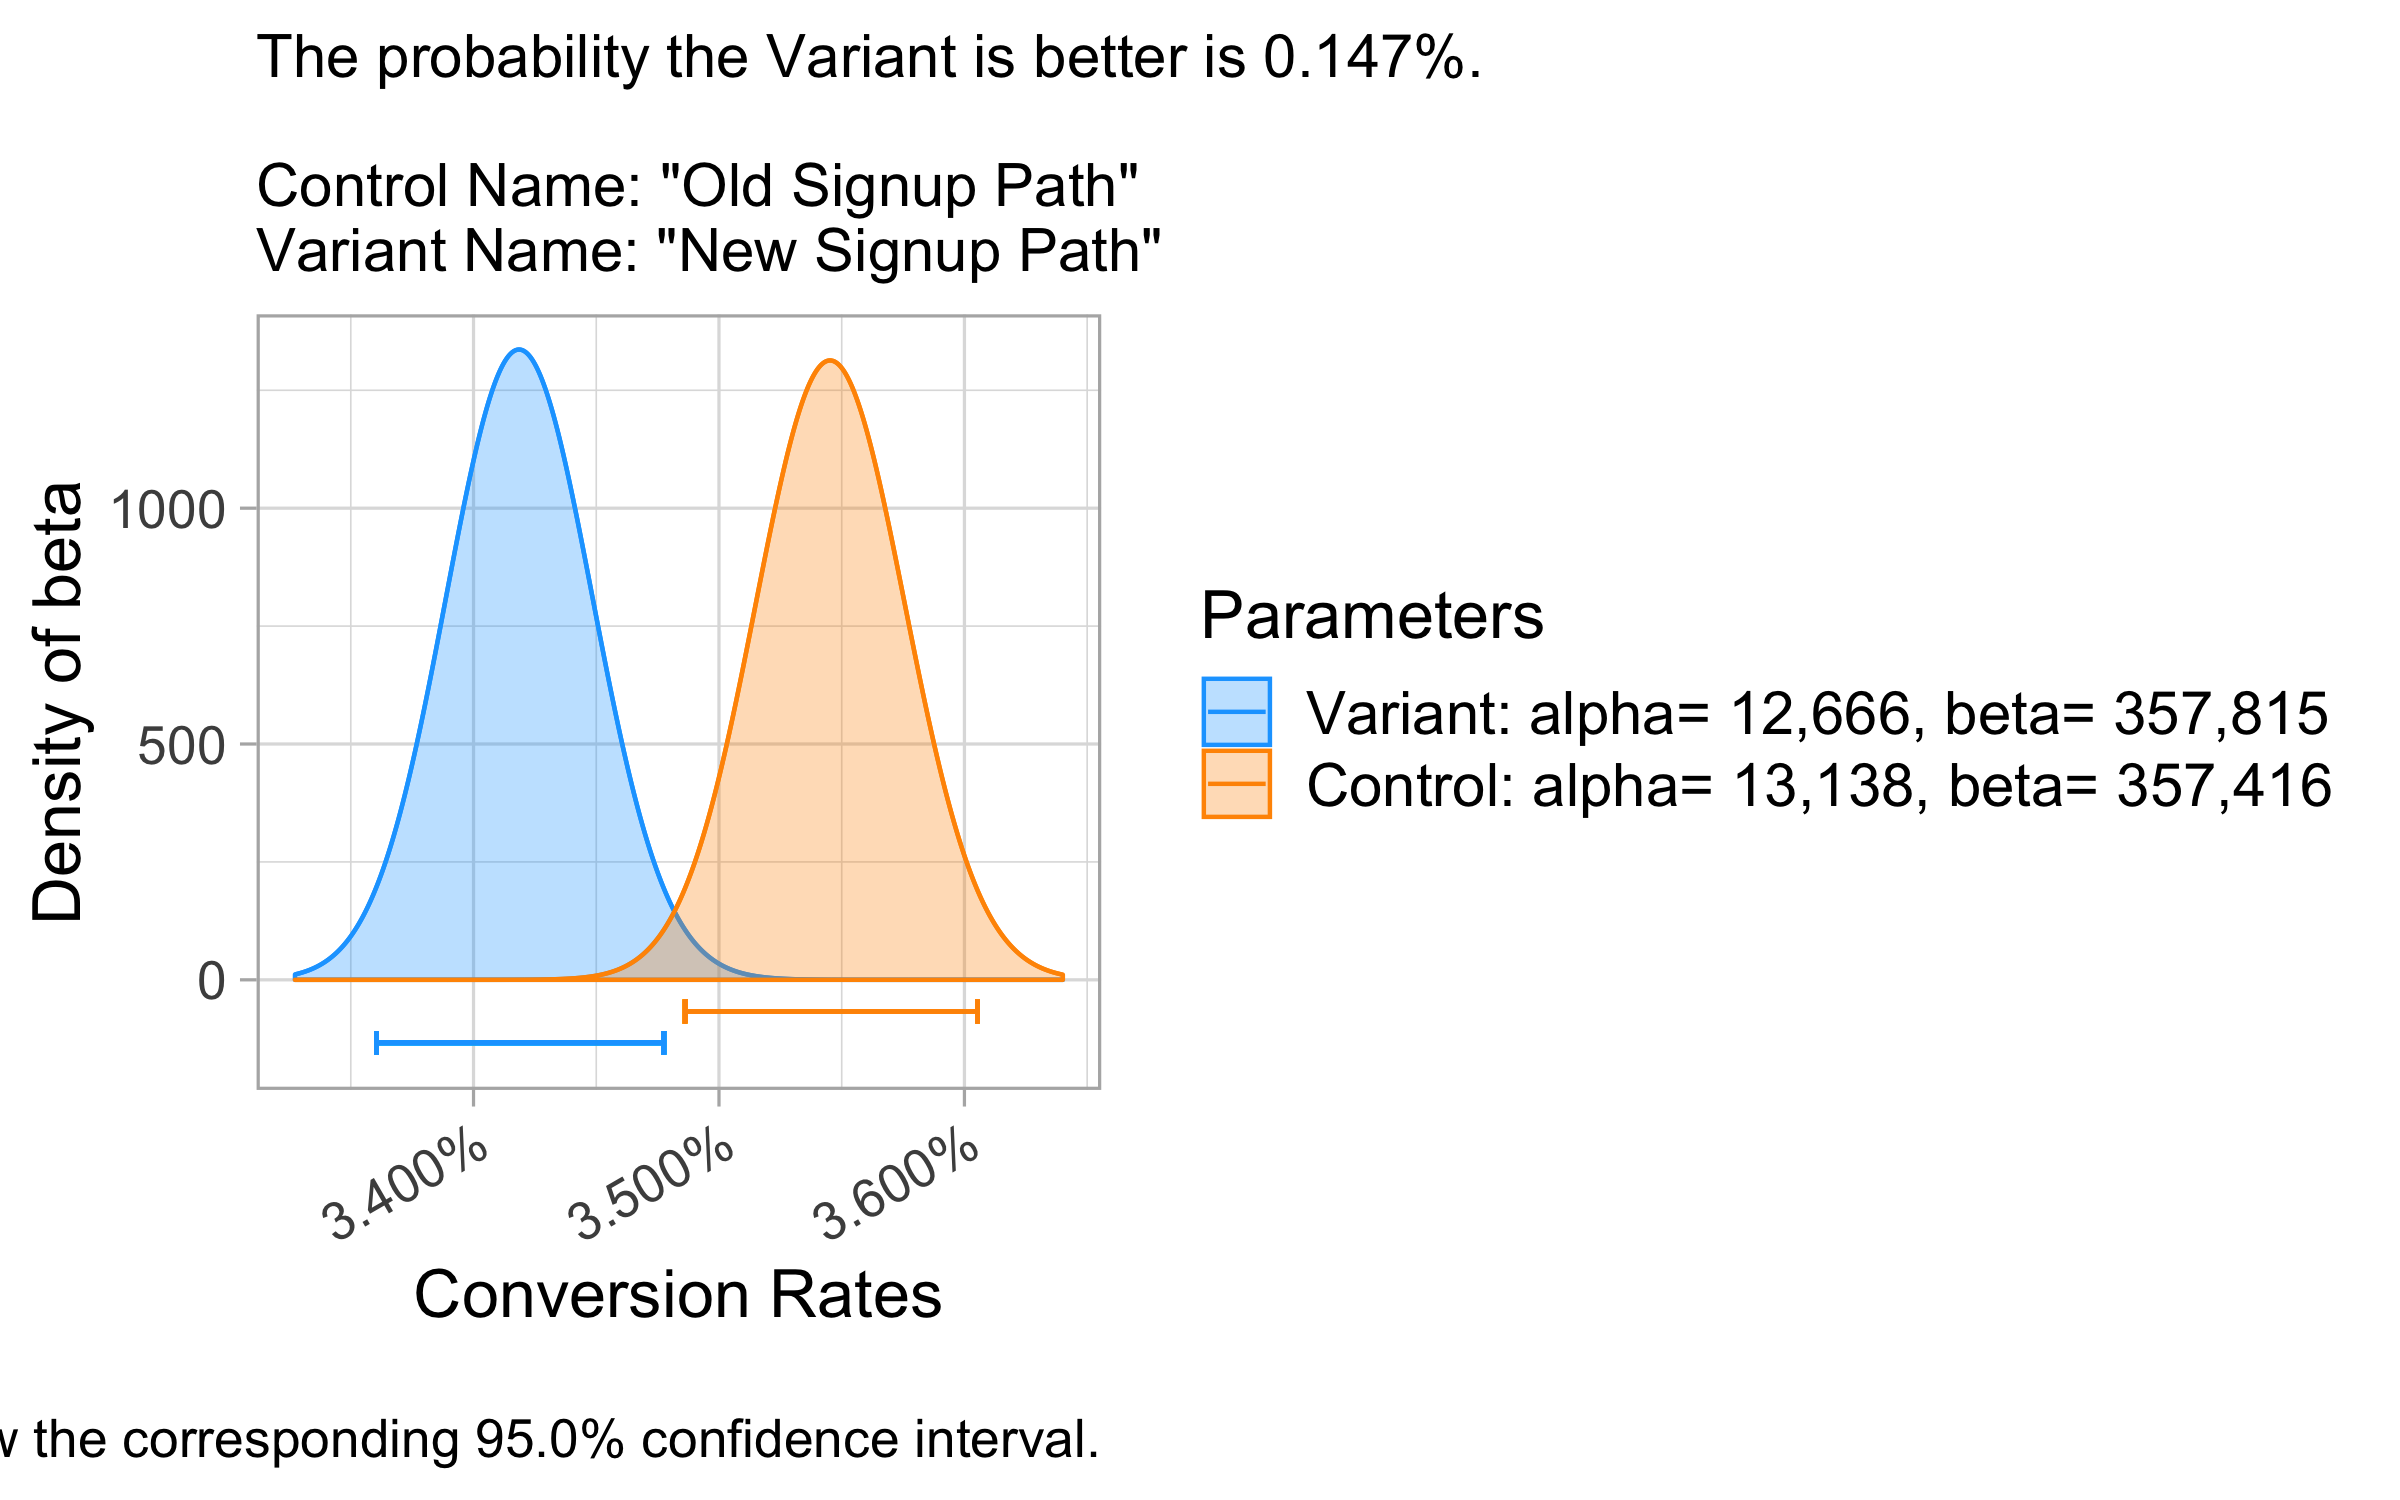 The probability the Variant is better is 0.147%.
Control Name: "Old Signup Path"
Variant Name: "New Signup Path"
Density of beta
1000
500
0
3.400%
3.500%
3.600%
Conversion Rates
Parameters
Variant: alpha= 12,666, beta= 357,815
Control: alpha= 13,138, beta= 357,416
the corresponding 95.0% confidence interval.